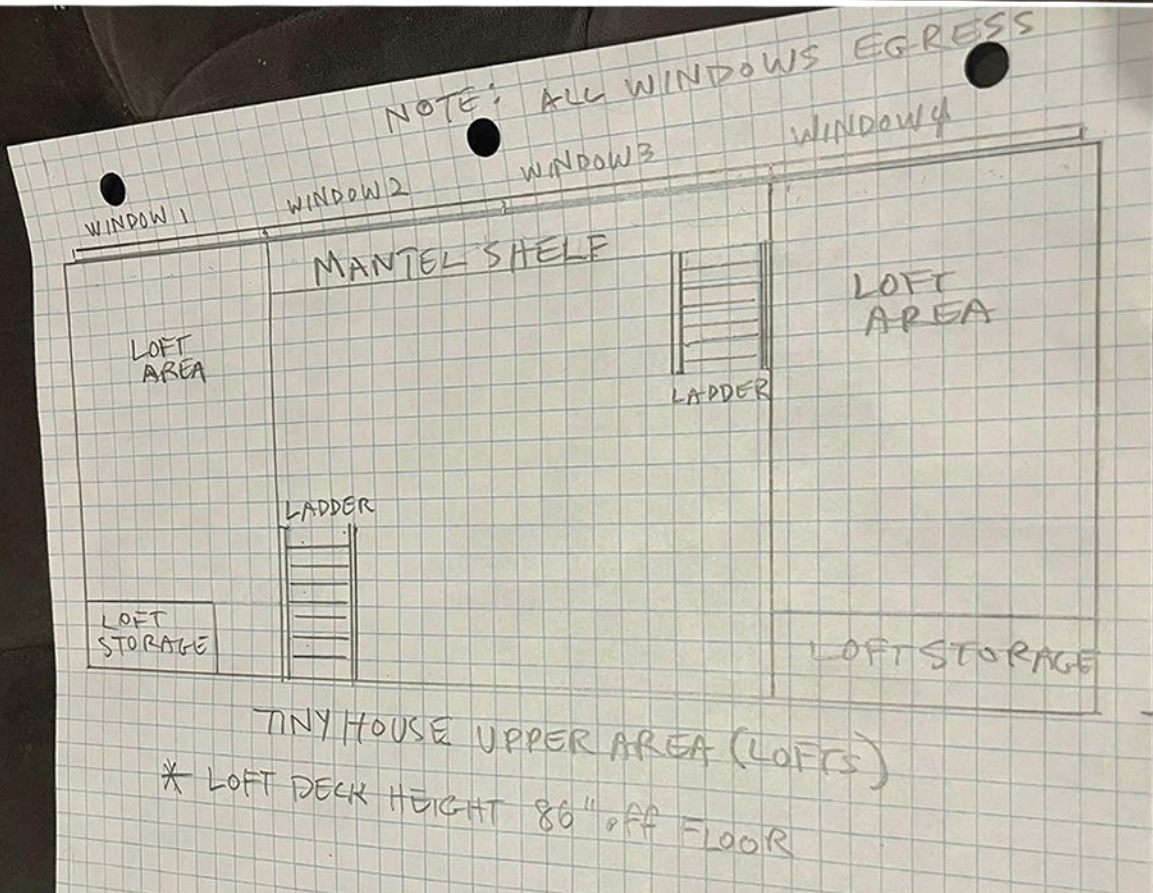 NOTE: ALL WINDOWS EGRESS
WINDOW 1
WINDOW 2
WINDOW 3
WINDOW 4
MANTEL SHELF
LOFT
AREA
LOFT
AREA
LADDER
LADDER
LOFT
STORAGE
LOFT STORAGE
TINY HOUSE UPPER AREA (LOFTS)
* LOFT DECK HEIGHT 86" off FLOOR